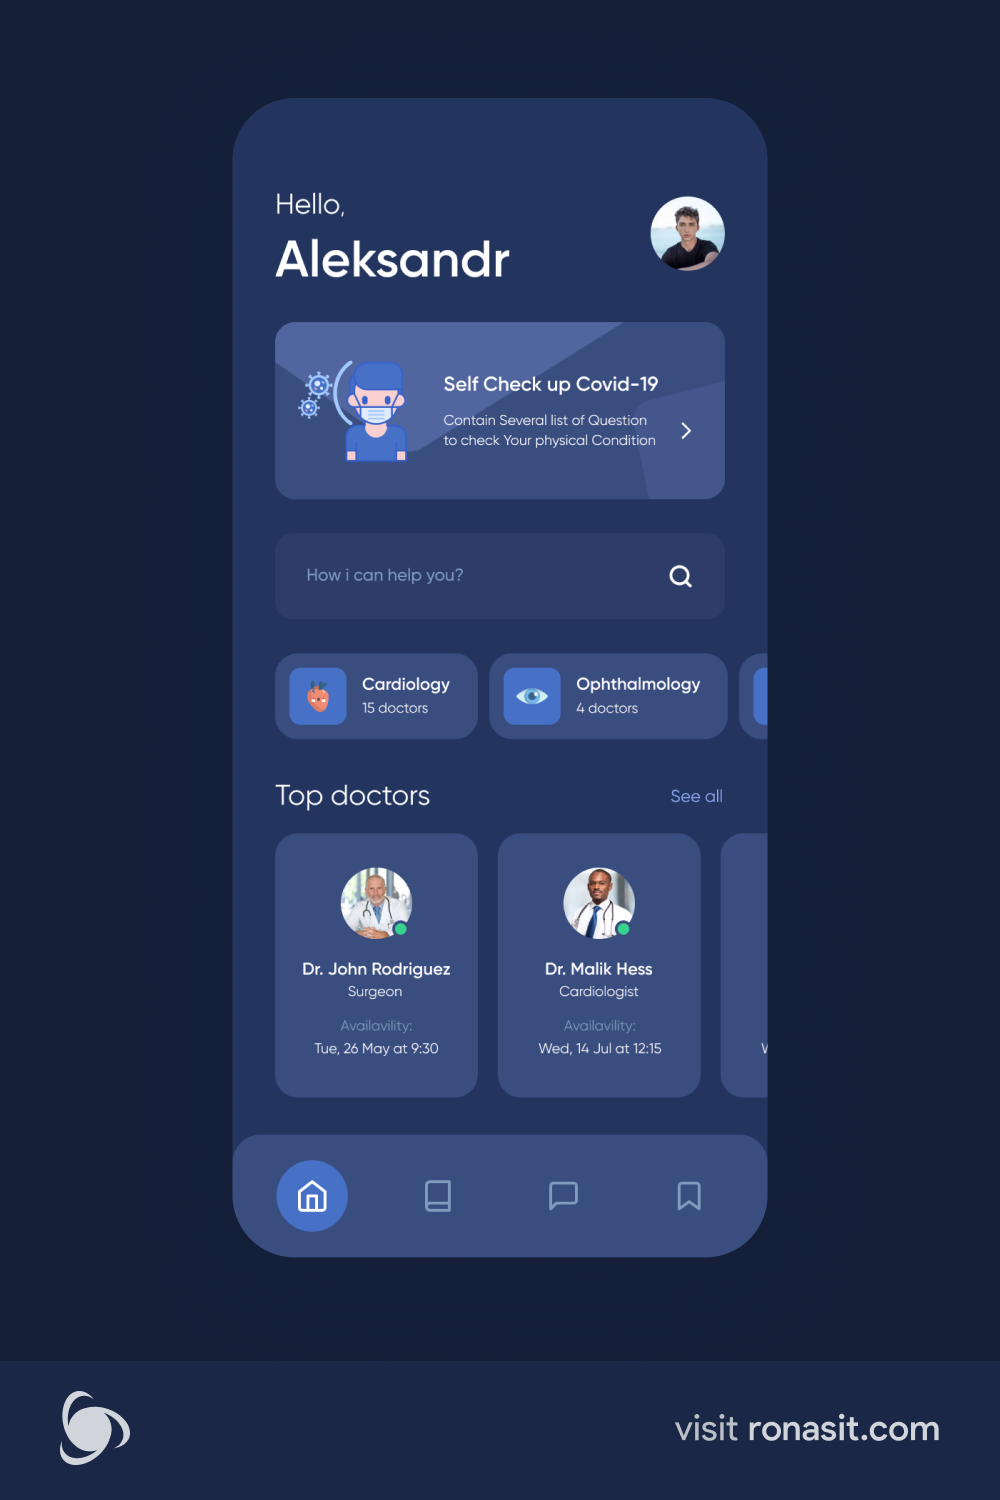 Hello,
Aleksandr
Self Check up Covid-19
Contain Several list of Question
to check Your physical Condition
How i can help you?
Cardiology
15 doctors
Ophthalmology
4 doctors
Top doctors
See all
Dr. John Rodriguez
Surgeon
Availavility:
Tue, 26 May at 9:30
Dr. Malik Hess
Cardiologist
Availavility:
Wed, 14 Jul at 12:15
visit ronasit.com